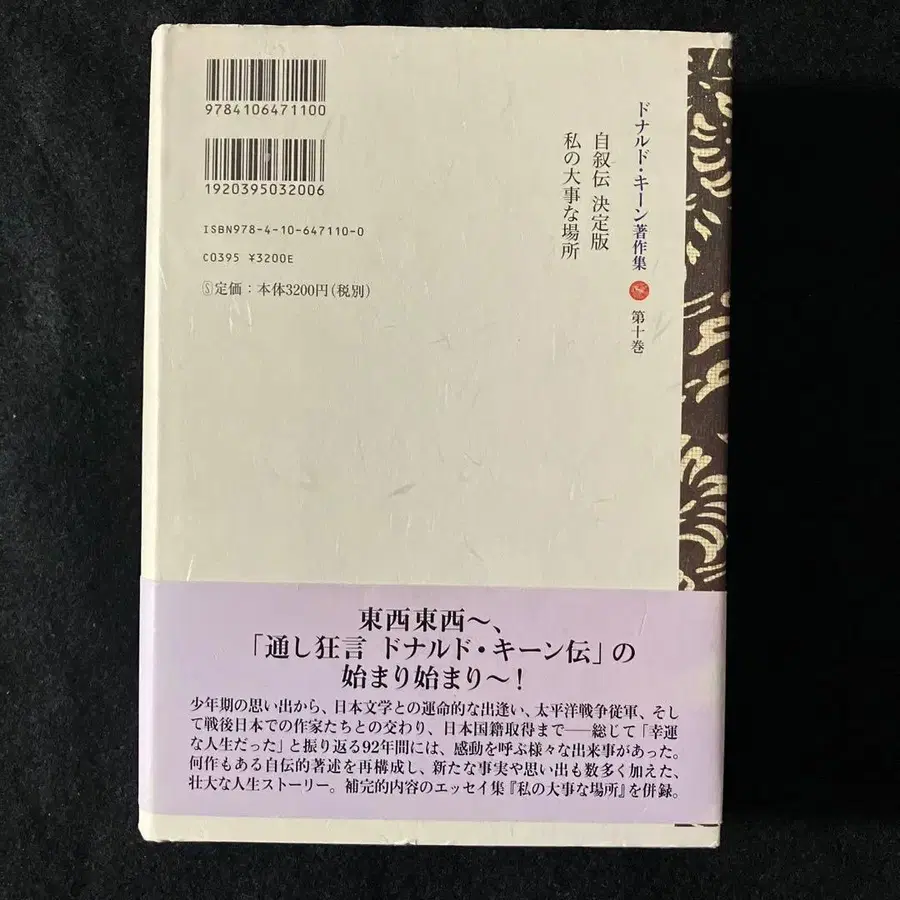 9784106471100
1920395032006
ISBN978-4-10-647110-0
C0395 ¥3200E
Ⓢ定価：本体3200円（税別）
ドナルド・キーン著作集 第十巻
自叙伝 決定版
私の大事な場所
東西東西〜、
「通し狂言 ドナルド・キーン伝」の
始まり始まり〜！
少年期の思い出から、日本文学との運命的な出逢い、太平洋戦争従軍、そし
て戦後日本での作家たちとの交わり、日本国籍取得まで――総じて「幸運
な人生だった」と振り返る92年間には、感動を呼ぶ様々な出来事があった。
何作もある自伝的著述を再構成し、新たな事実や思い出も数多く加えた、
壮大な人生ストーリー。補完的内容のエッセイ集『私の大事な場所』を併録。